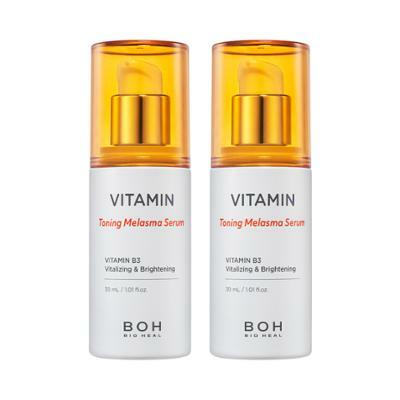 VITAMIN
Toning Melasma Serum
VITAMIN B3
Vitalizing & Brightening
30 mL / 1.01 fl.oz.
BOH
BIO HEAL
VITAMIN
Toning Melasma Serum
VITAMIN B3
Vitalizing & Brightening
30 mL / 1.01 fl.oz.
BOH
BIO HEAL